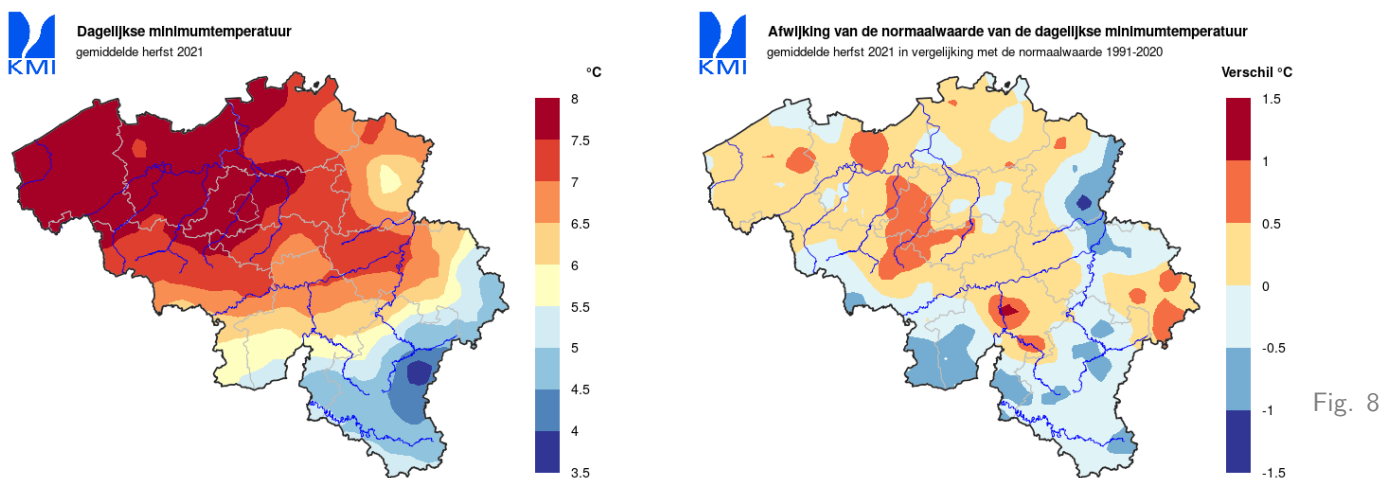 KMI
Dagelijkse minimumtemperatuur
gemiddelde herfst 2021
°C
8
7.5
7
6.5
6
5.5
5
4.5
4
3.5
KMI
Afwijking van de normaalwaarde van de dagelijkse minimumtemperatuur
gemiddelde herfst 2021 in vergelijking met de normaalwaarde 1991-2020
Verschil °C
1.5
1
0.5
0
-0.5
-1
-1.5
Fig. 8